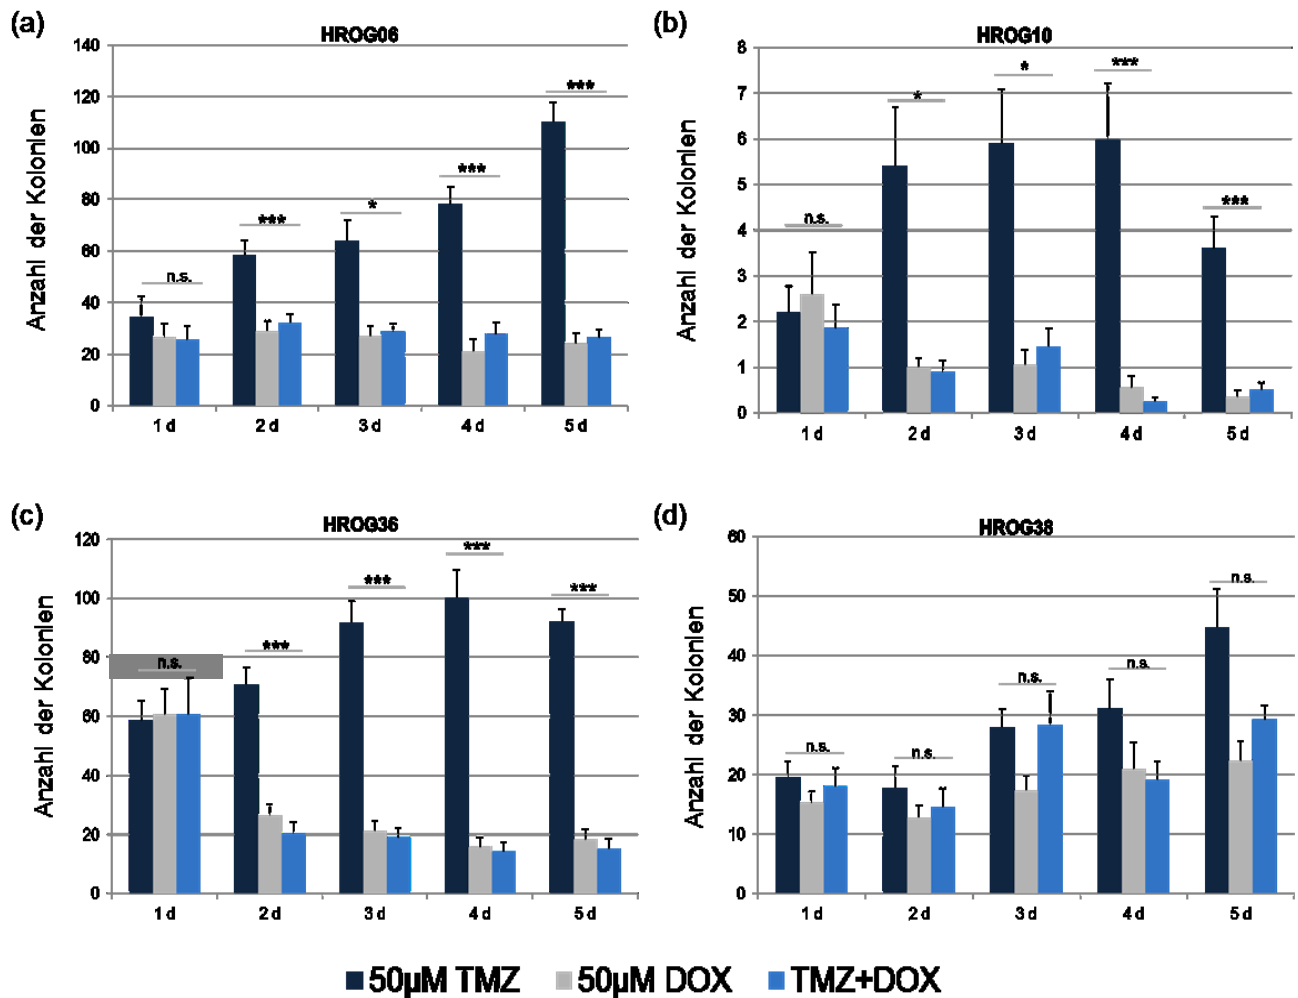 (a)
HROG06
Anzahl der Kolonien
140
120
100
80
60
40
20
0
n.s.
***
*
***
***
1 d 2 d 3 d 4 d 5 d
(b)
HROG10
Anzahl der Kolonien
8
7
6
5
4
3
2
1
0
n.s.
*
*
***
***
1 d 2 d 3 d 4 d 5 d
(c)
HROG36
Anzahl der Kolonien
120
100
80
60
40
20
0
n.s.
***
***
***
***
1 d 2 d 3 d 4 d 5 d
(d)
HROG38
Anzahl der Kolonien
60
50
40
30
20
10
0
n.s.
n.s.
n.s.
n.s.
n.s.
1 d 2 d 3 d 4 d 5 d
50µM TMZ 50µM DOX TMZ+DOX